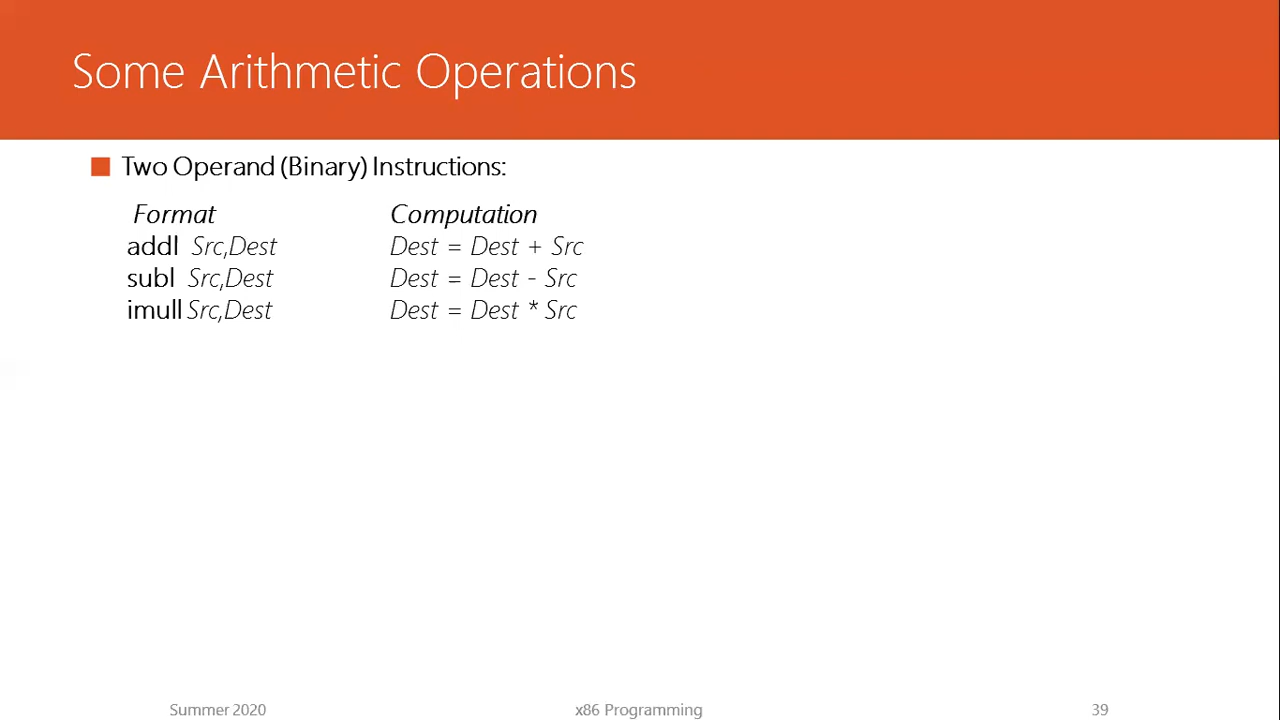 Some Arithmetic Operations
Two Operand (Binary) Instructions:
Format Computation
addl Src,Dest Dest = Dest + Src
subl Src,Dest Dest = Dest - Src
imull Src,Dest Dest = Dest * Src
Summer 2020 x86 Programming 39